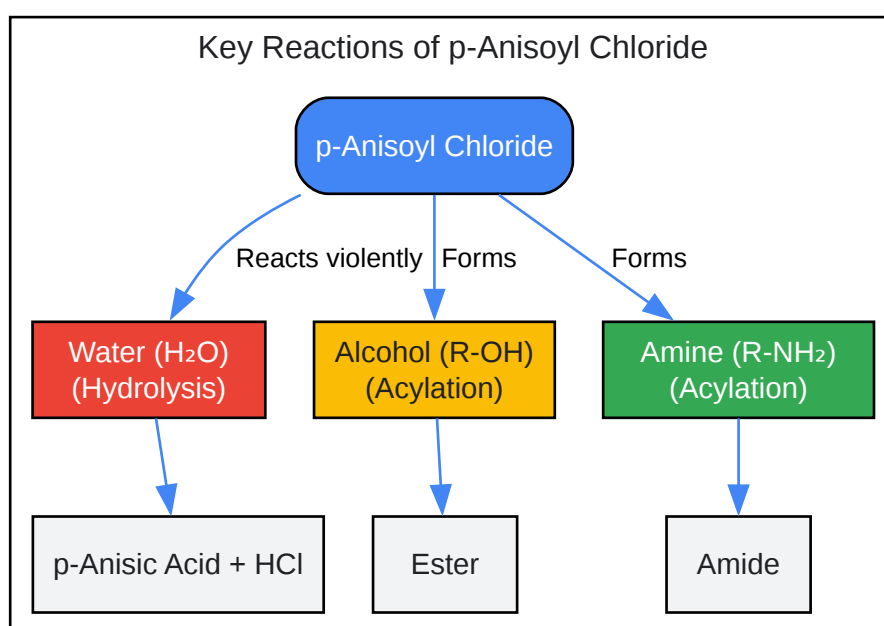 Key Reactions of p-Anisoyl Chloride
p-Anisoyl Chloride
Reacts violently
Forms
Forms
Water (H₂O)
(Hydrolysis)
Alcohol (R-OH)
(Acylation)
Amine (R-NH₂)
(Acylation)
p-Anisic Acid + HCl
Ester
Amide